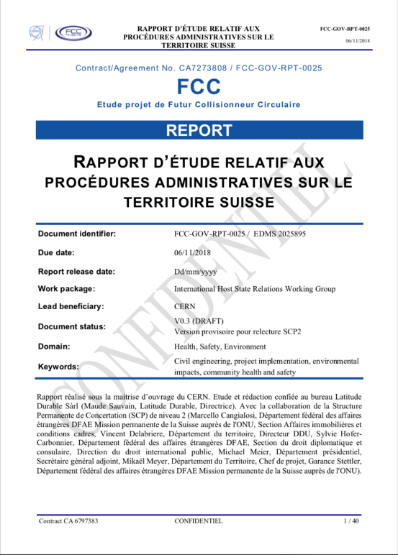 RAPPORT D'ÉTUDE RELATIF AUX
PROCÉDURES ADMINISTRATIVES SUR LE
TERRITOIRE SUISSE
FCC-GOV-RPT-0025
06/11/2018
Contract/Agreement No. CA7273808 / FCC-GOV-RPT-0025
FCC
Etude projet de Futur Collisionneur Circulaire
REPORT
RAPPORT D'ÉTUDE RELATIF AUX
PROCÉDURES ADMINISTRATIVES SUR LE
TERRITOIRE SUISSE
Document identifier: FCC-GOV-RPT-0025 / EDMS 2025895
Due date: 06/11/2018
Report release date: Dd/mm/yyyy
Work package: International Host State Relations Working Group
Lead beneficiary: CERN
Document status: V0.3 (DRAFT)
Version provisoire pour relecture SCP2
Domain: Health, Safety, Environment
Keywords: Civil engineering, project implementation, environmental
impacts, community health and safety
CONFIDENTIEL
Rapport réalisé sous la maitrise d'ouvrage du CERN. Etude et rédaction confiée au bureau Latitude
Durable Sàrl (Maude Sauvain, Latitude Durable, Directrice). Avec la collaboration de la Structure
Permanente de Concertation (SCP) de niveau 2 (Marcello Cangialosi, Département fédéral des affaires
étrangères DFAE Mission permanente de la Suisse auprès de l'ONU, Section Affaires immobilières et
conditions cadres, Vincent Delabriere, Département du territoire, Directeur DDU, Sylvie Hofer-
Carbonnier, Département fédéral des affaires étrangères DFAE, Section du droit diplomatique et
consulaire, Direction du droit international public, Michael Meier, Département présidentiel,
Secrétaire général adjoint, Mikaël Meyer, Département du Territoire, Chef de projet, Garance Stettler,
Département fédéral des affaires étrangères DFAE Mission permanente de la Suisse auprès de l'ONU).
Contract CA 6797383
CONFIDENTIEL
1 / 40